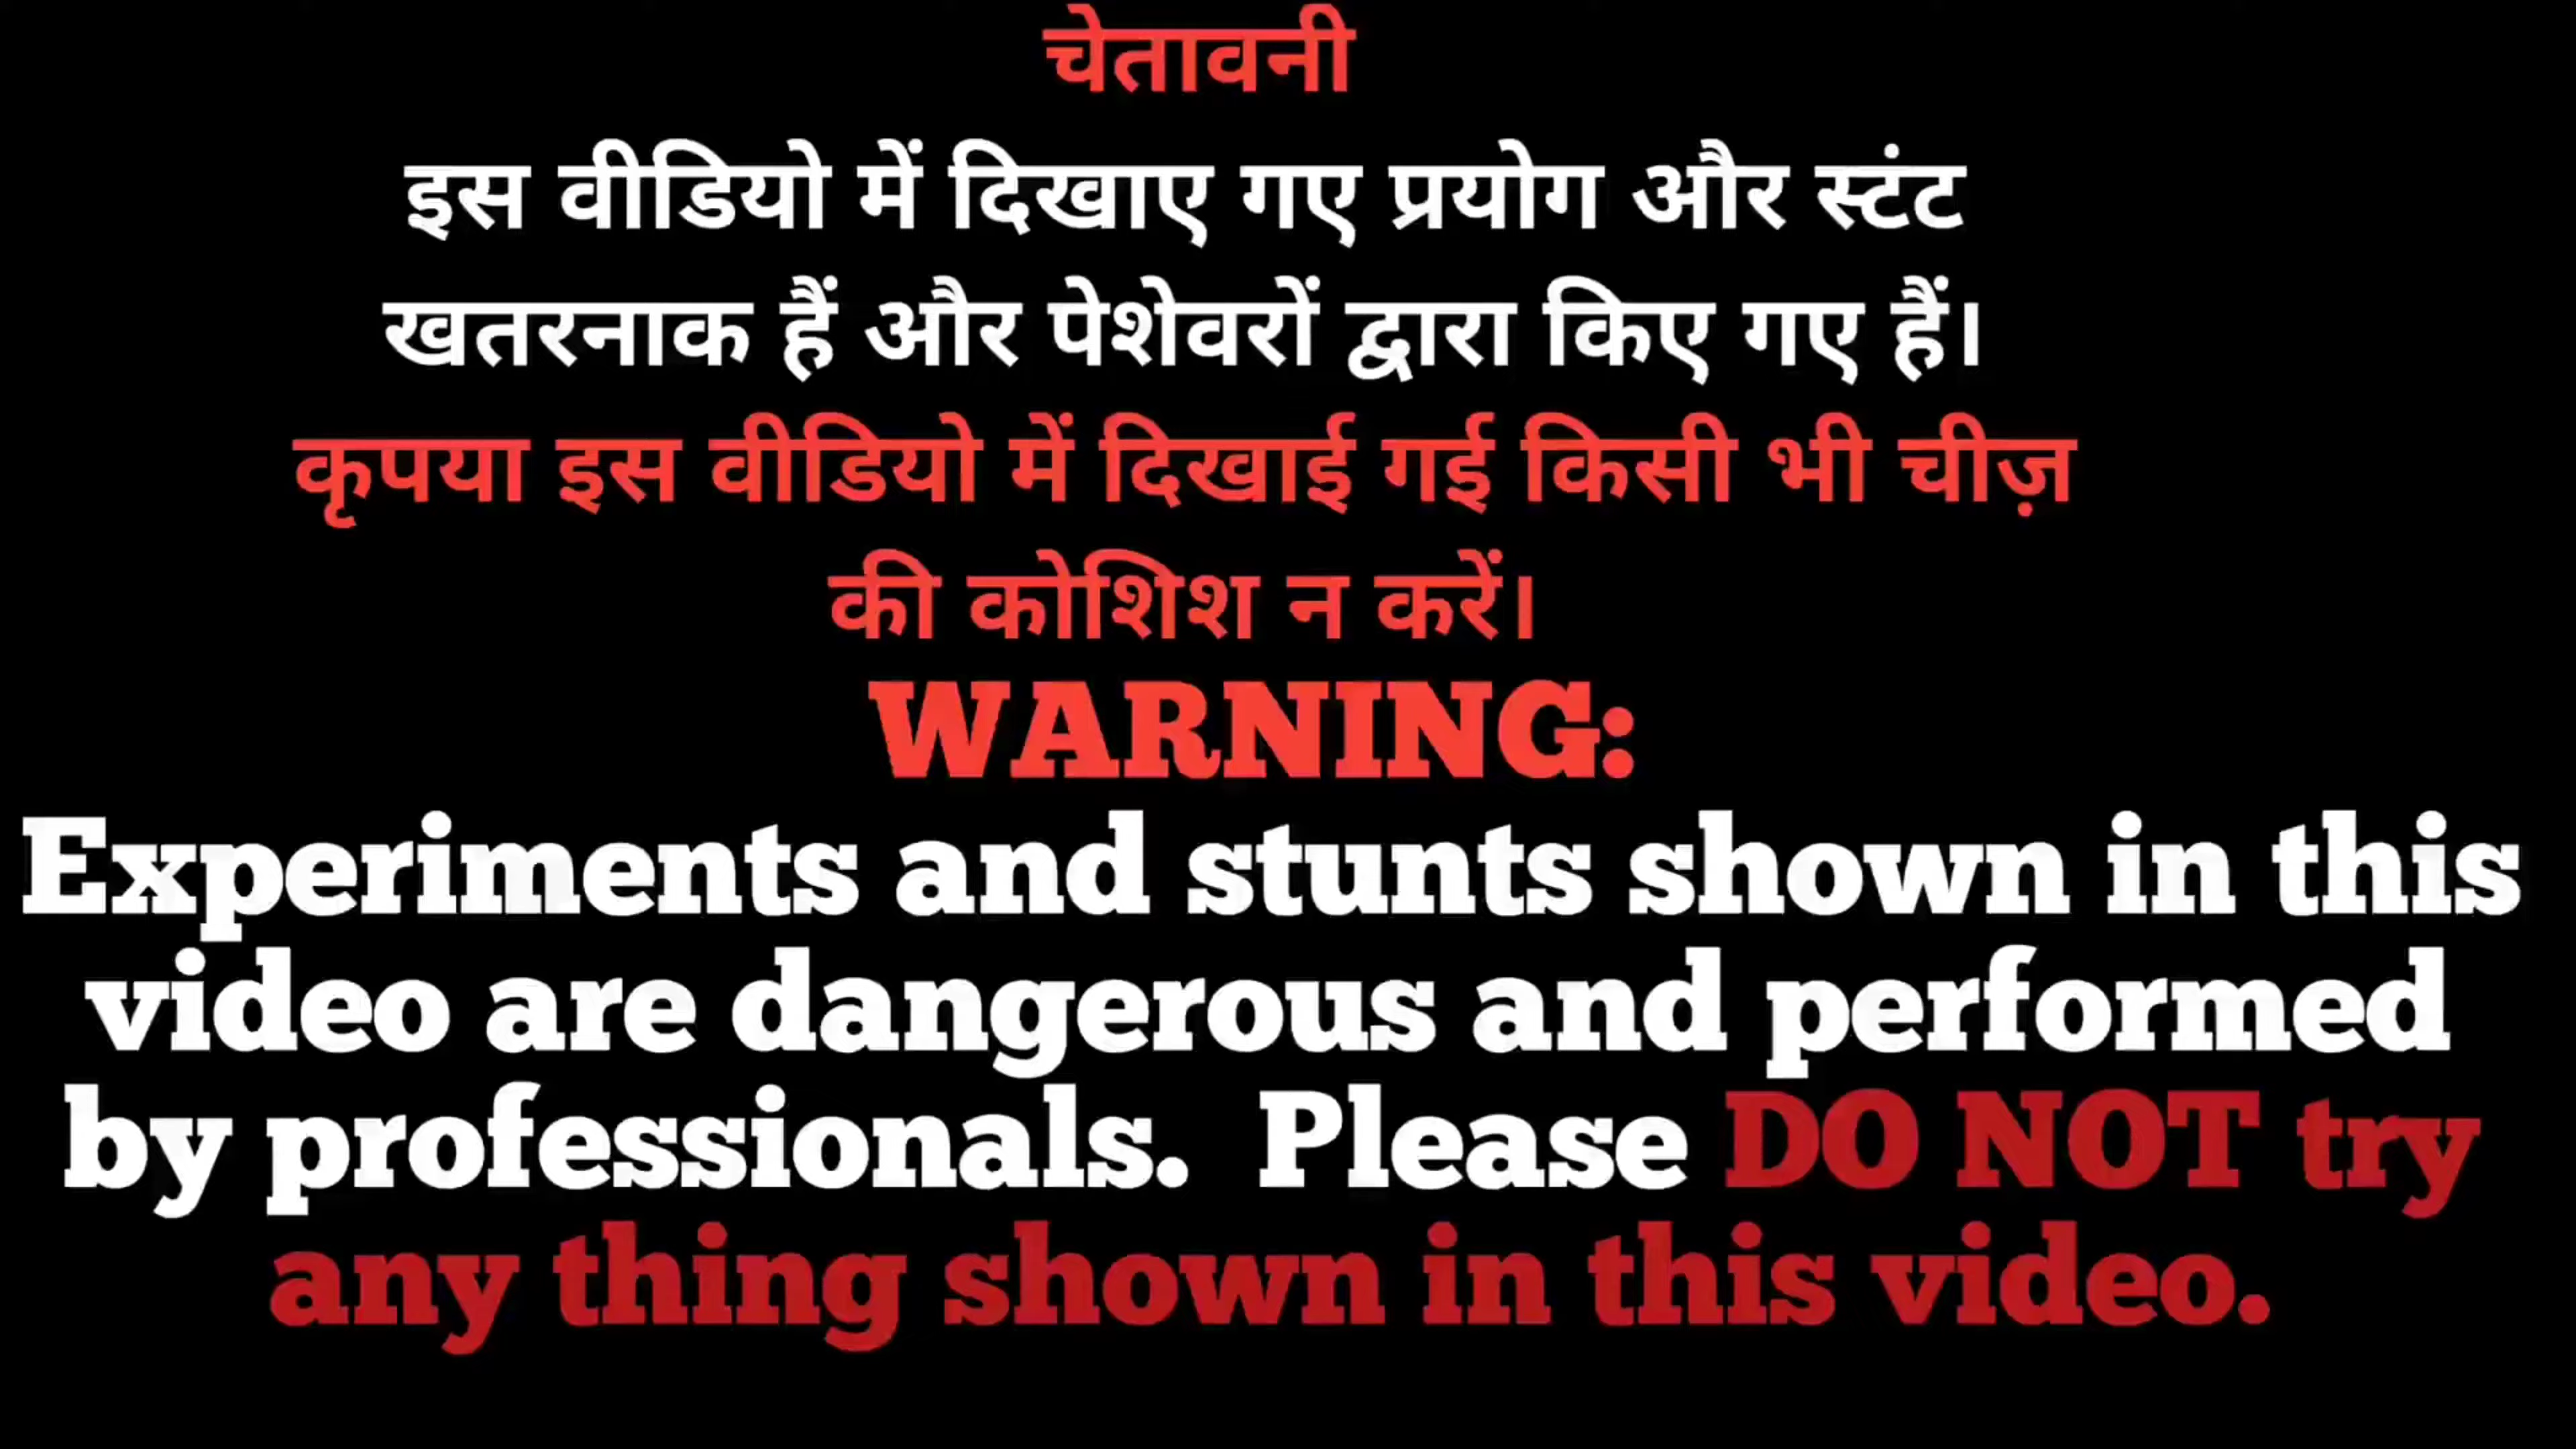 चेतावनी
इस वीडियो में दिखाए गए प्रयोग और स्टंट
खतरनाक हैं और पेशेवरों द्वारा किए गए हैं।
कृपया इस वीडियो में दिखाई गई किसी भी चीज़
की कोशिश न करें।
WARNING:
Experiments and stunts shown in this
video are dangerous and performed
by professionals. Please DO NOT try
any thing shown in this video.